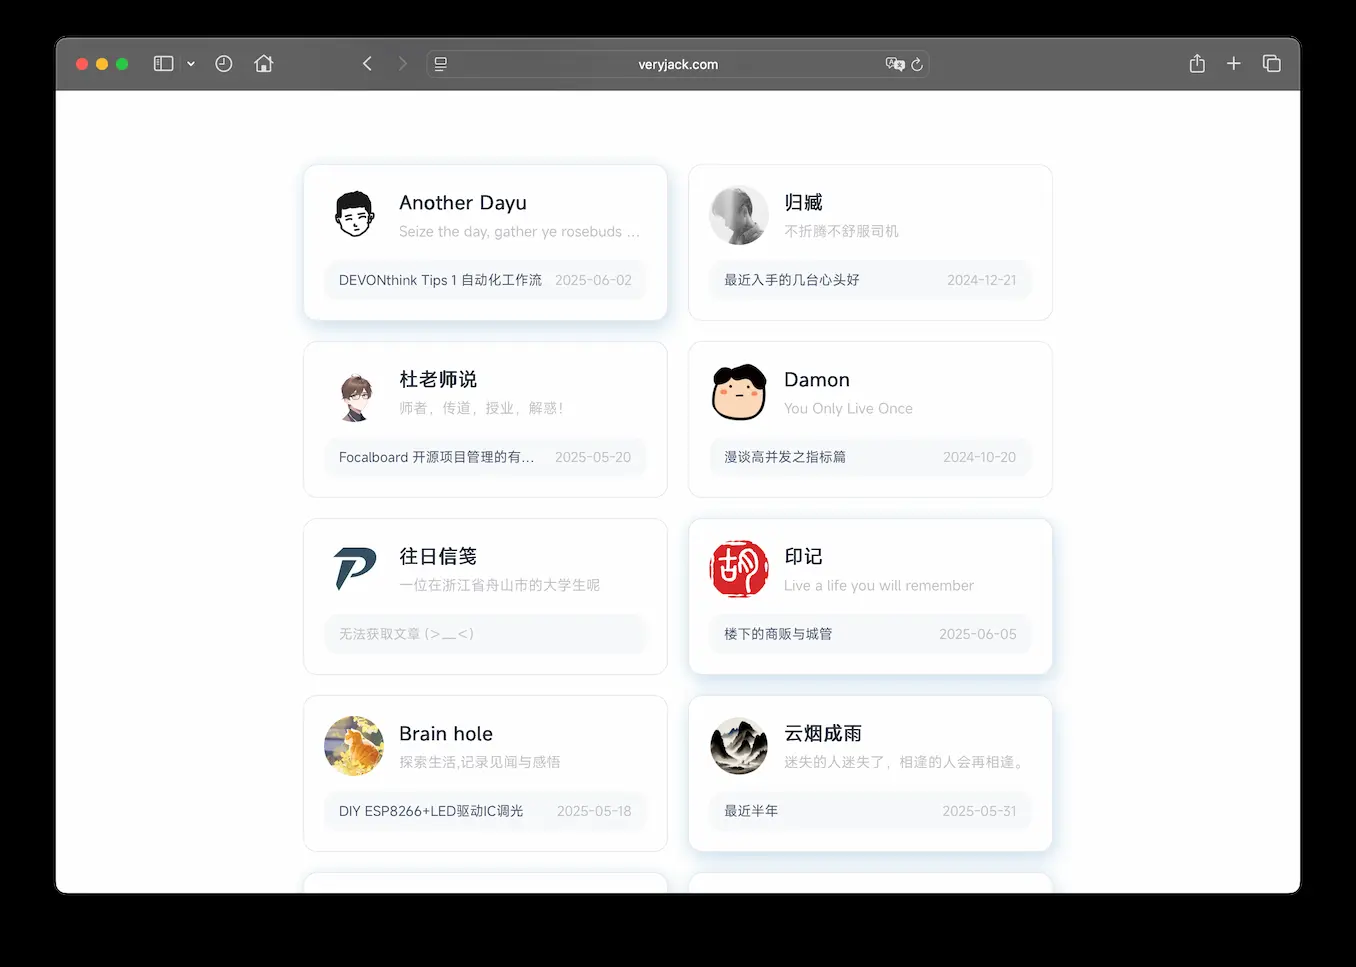 veryjack.com
Another Dayu
Seize the day, gather ye rosebuds ...
DEVONthink Tips 1 自动化工作流 2025-06-02
归臧
不折腾不舒服司机
最近入手的几台心头好 2024-12-21
杜老师说
师者，传道，授业，解惑！
Focalboard 开源项目管理的有... 2025-05-20
Damon
You Only Live Once
漫谈高并发之指标篇 2024-10-20
往日信笺
一位在浙江省舟山市的大学生呢
无法获取文章 (>__<)
胡
印记
Live a life you will remember
楼下的商贩与城管 2025-06-05
Brain hole
探索生活,记录见闻与感悟
DIY ESP8266+LED驱动IC调光 2025-05-18
云烟成雨
迷失的人迷失了，相逢的人会再相逢。
最近半年 2025-05-31